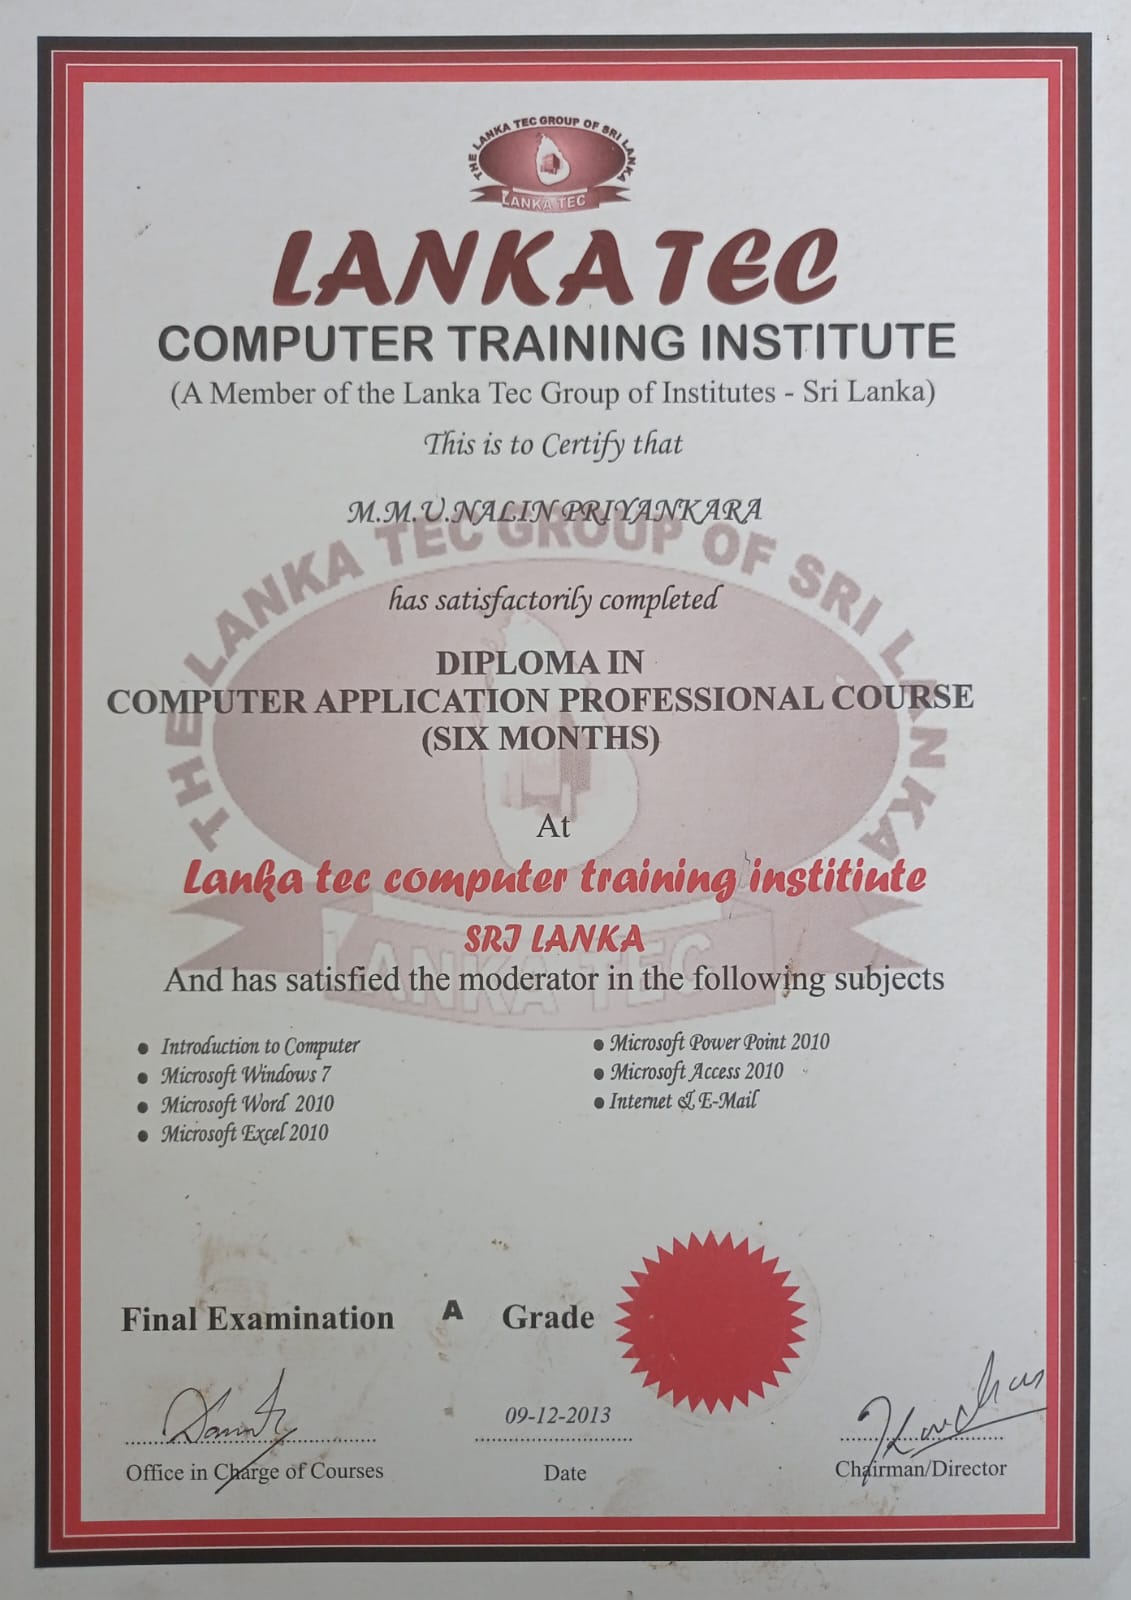 THE LANKA TEC GROUP OF SRI LANKA
LANKA TEC
LANKA TEC
COMPUTER TRAINING INSTITUTE
(A Member of the Lanka Tec Group of Institutes - Sri Lanka)
This is to Certify that
M.M.U.NALIN PRIYANKARA
has satisfactorily completed
DIPLOMA IN
COMPUTER APPLICATION PROFESSIONAL COURSE
(SIX MONTHS)
At
Lanka tec computer training institiute
SRI LANKA
And has satisfied the moderator in the following subjects
● Introduction to Computer
● Microsoft Windows 7
● Microsoft Word 2010
● Microsoft Excel 2010
● Microsoft Power Point 2010
● Microsoft Access 2010
● Internet & E-Mail
Final Examination A Grade
09-12-2013
Office in Charge of Courses
Date
Chairman/Director
THE LANKA TEC GROUP OF SRI LANKA
LANKA TEC